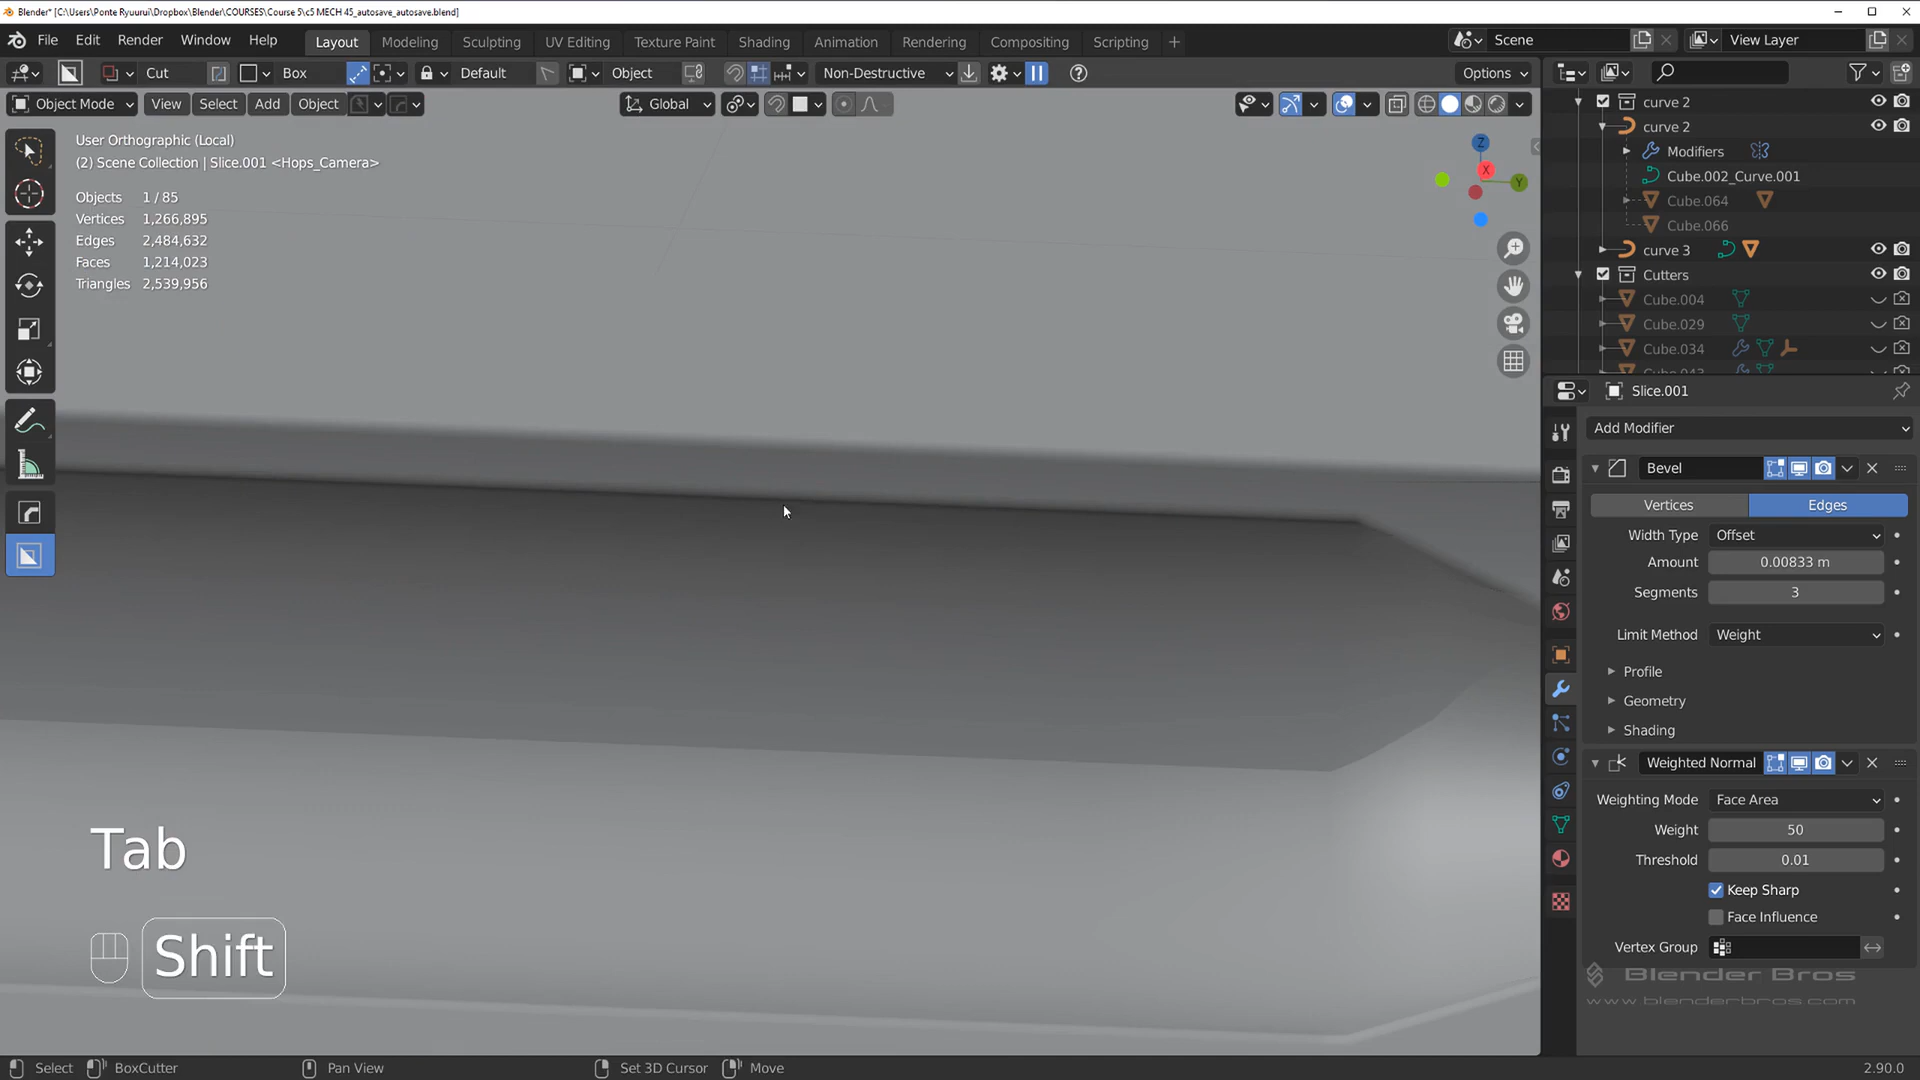 Blender* [C:\Users\Ponte Ryuurui\Dropbox\Blender\COURSES\Course 5\c5 MECH 45_autosave_autosave.blend]
File Edit Render Window Help Layout Modeling Sculpting UV Editing Texture Paint Shading Animation Rendering Compositing Scripting + Scene View Layer
Cut Box Default Object Non-Destructive Options
Object Mode View Select Add Object Global
User Orthographic (Local)
(2) Scene Collection | Slice.001 <Hops_Camera>
Objects 1 / 85
Vertices 1,266,895
Edges 2,484,632
Faces 1,214,023
Triangles 2,539,956
Z
X
Y
curve 2
curve 2
Modifiers
Cube.002_Curve.001
Cube.064
Cube.066
curve 3
Cutters
Cube.004
Cube.029
Cube.034
Cube.043
Slice.001
Add Modifier
Bevel
Vertices Edges
Width Type Offset
Amount 0.00833 m
Segments 3
Limit Method Weight
Profile
Geometry
Shading
Weighted Normal
Weighting Mode Face Area
Weight 50
Threshold 0.01
Keep Sharp
Face Influence
Vertex Group
Blender Bros
www.blenderbros.com
Tab
Shift
Select BoxCutter Pan View Set 3D Cursor Move 2.90.0